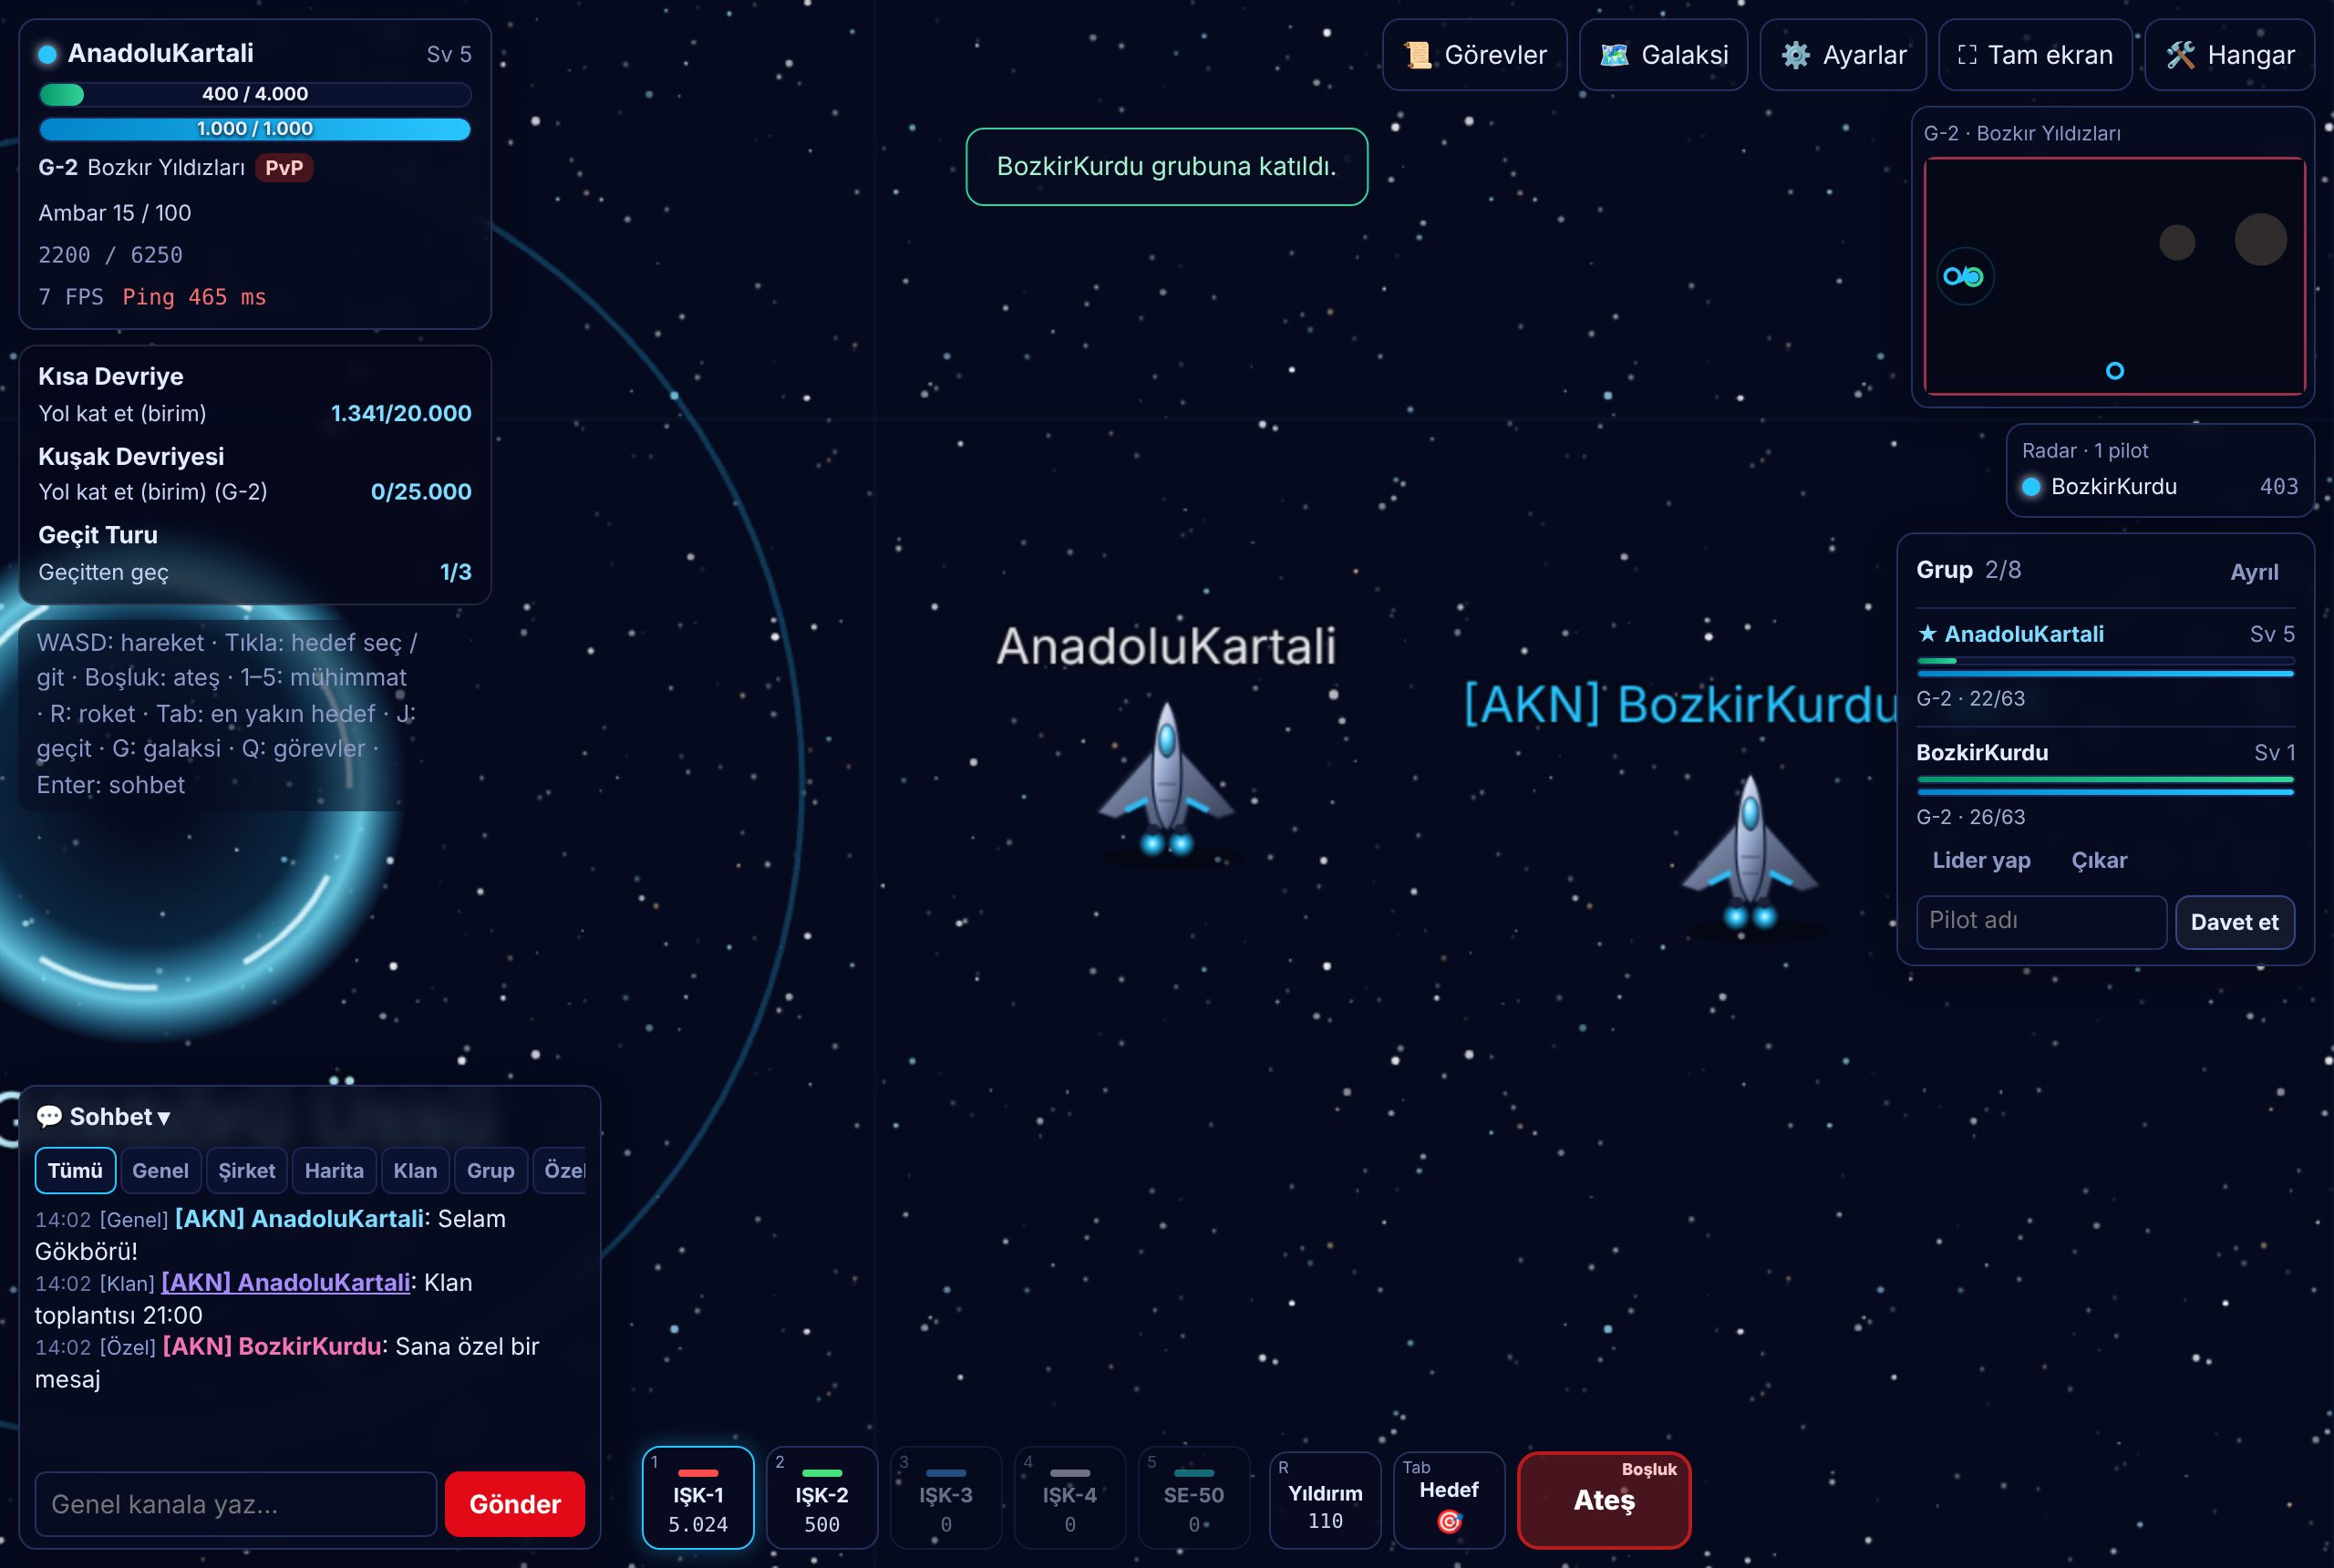 AnadoluKartali Sv 5
400 / 4.000
1.000 / 1.000
G-2 Bozkır Yıldızları PvP
Ambar 15 / 100
2200 / 6250
7 FPS Ping 465 ms
Kısa Devriye
Yol kat et (birim) 1.341/20.000
Kuşak Devriyesi
Yol kat et (birim) (G-2) 0/25.000
Geçit Turu
Geçitten geç 1/3
WASD: hareket · Tıkla: hedef seç /
git · Boşluk: ateş · 1–5: mühimmat
· R: roket · Tab: en yakın hedef · J:
geçit · G: galaksi · Q: görevler ·
Enter: sohbet
📜 Görevler
🗺️ Galaksi
⚙️ Ayarlar
⛶ Tam ekran
🛠️ Hangar
BozkirKurdu grubuna katıldı.
G-2 · Bozkır Yıldızları
Radar · 1 pilot
BozkirKurdu 403
Grup 2/8 Ayrıl
★ AnadoluKartali Sv 5
G-2 · 22/63
BozkirKurdu Sv 1
G-2 · 26/63
Lider yap Çıkar
Pilot adı Davet et
AnadoluKartali
[AKN] BozkirKurdu
💬 Sohbet ▾
Tümü Genel Şirket Harita Klan Grup Özel
14:02 [Genel] [AKN] AnadoluKartali: Selam
Gökbörü!
14:02 [Klan] [AKN] AnadoluKartali: Klan
toplantısı 21:00
14:02 [Özel] [AKN] BozkirKurdu: Sana özel bir
mesaj
Genel kanala yaz... Gönder
1
IŞK-1
5.024
2
IŞK-2
500
3
IŞK-3
0
4
IŞK-4
0
5
SE-50
0
R
Yıldırım
110
Tab
Hedef
🎯
Boşluk
Ateş